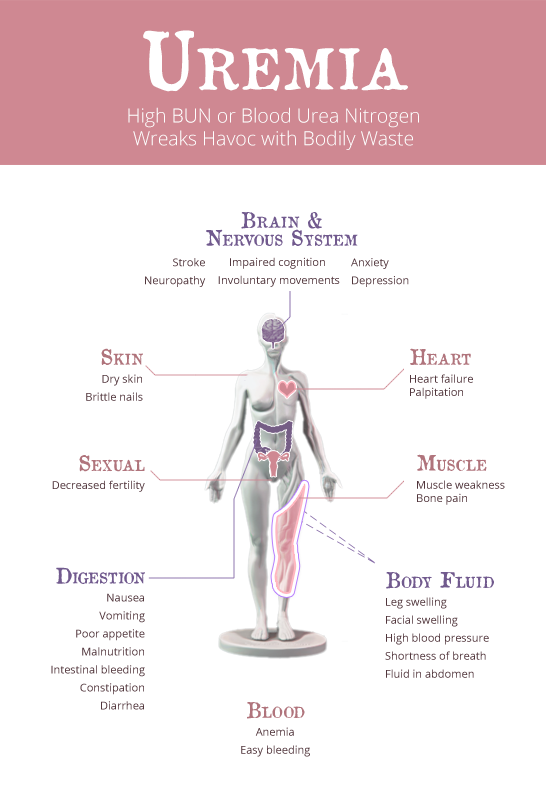 Uremia
High BUN or Blood Urea Nitrogen
Wreaks Havoc with Bodily Waste
Brain &
Nervous System
Stroke Impaired cognition Anxiety
Neuropathy Involuntary movements Depression
Skin
Dry skin
Brittle nails
Heart
Heart failure
Palpitation
Sexual
Decreased fertility
Muscle
Muscle weakness
Bone pain
Digestion
Nausea
Vomiting
Poor appetite
Malnutrition
Intestinal bleeding
Constipation
Diarrhea
Body Fluid
Leg swelling
Facial swelling
High blood pressure
Shortness of breath
Fluid in abdomen
Blood
Anemia
Easy bleeding